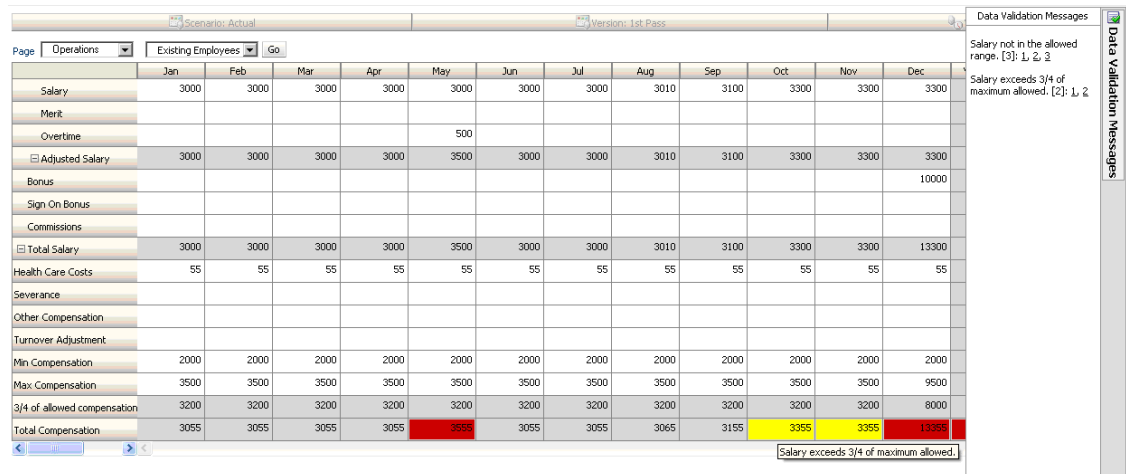 Scenario: Actual Version: 1st Pass
Page Operations Existing Employees Go
Jan Feb Mar Apr May Jun Jul Aug Sep Oct Nov Dec
Salary 3000 3000 3000 3000 3000 3000 3000 3010 3100 3300 3300 3300
Merit
Overtime 500
Adjusted Salary 3000 3000 3000 3000 3500 3000 3000 3010 3100 3300 3300 3300
Bonus 10000
Sign On Bonus
Commissions
Total Salary 3000 3000 3000 3000 3500 3000 3000 3010 3100 3300 3300 13300
Health Care Costs 55 55 55 55 55 55 55 55 55 55 55 55
Severance
Other Compensation
Turnover Adjustment
Min Compensation 2000 2000 2000 2000 2000 2000 2000 2000 2000 2000 2000 2000
Max Compensation 3500 3500 3500 3500 3500 3500 3500 3500 3500 3500 3500 9500
3/4 of allowed compensation 3200 3200 3200 3200 3200 3200 3200 3200 3200 3200 3200 8000
Total Compensation 3055 3055 3055 3055 3555 3055 3055 3065 3155 3355 3355 13355
Salary exceeds 3/4 of maximum allowed.
Data Validation Messages
Salary not in the allowed
range. [3]: 1, 2, 3
Salary exceeds 3/4 of
maximum allowed. [2]: 1, 2
Data Validation Messages